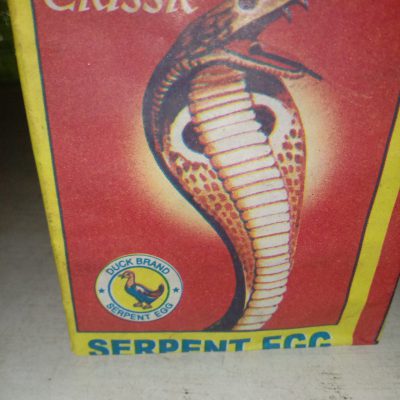 Classic
DUCK BRAND
SERPENT EGG
SERPENT EGG